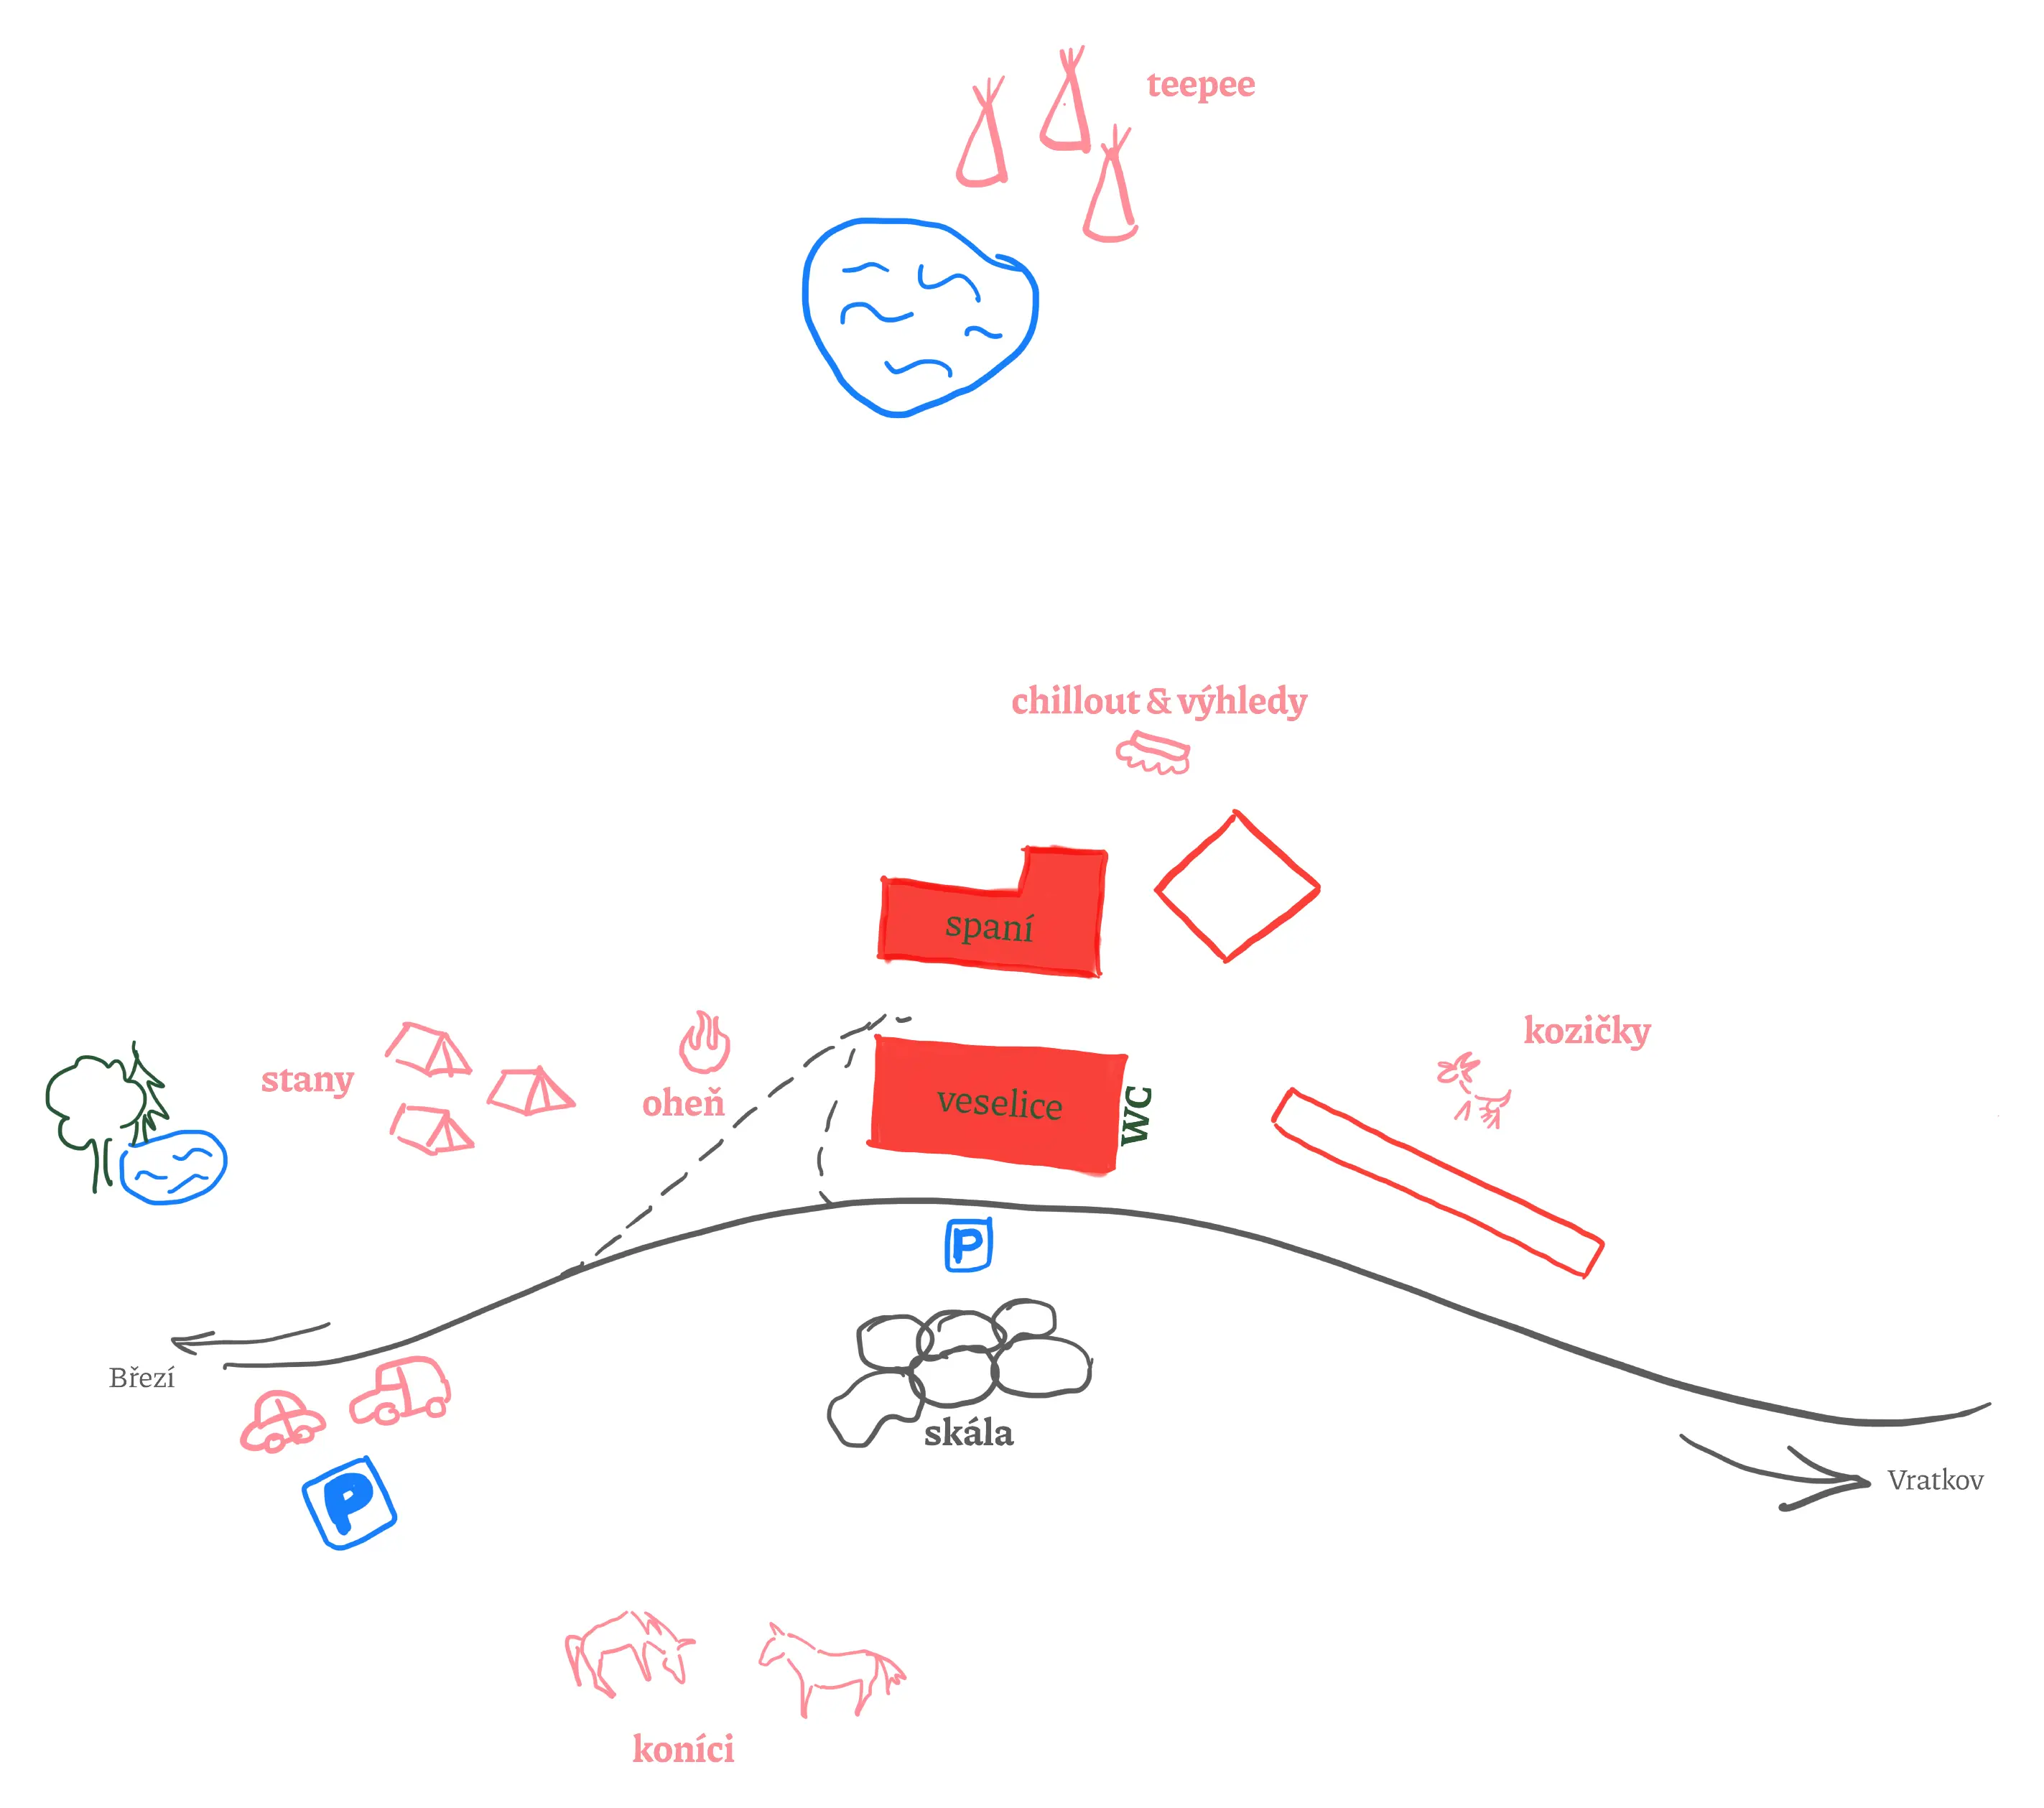 teepee
chillout & výhledy
spaní
kozičky
stany
oheň
veselice
WC
P
Březí
skála
Vratkov
P
koníci